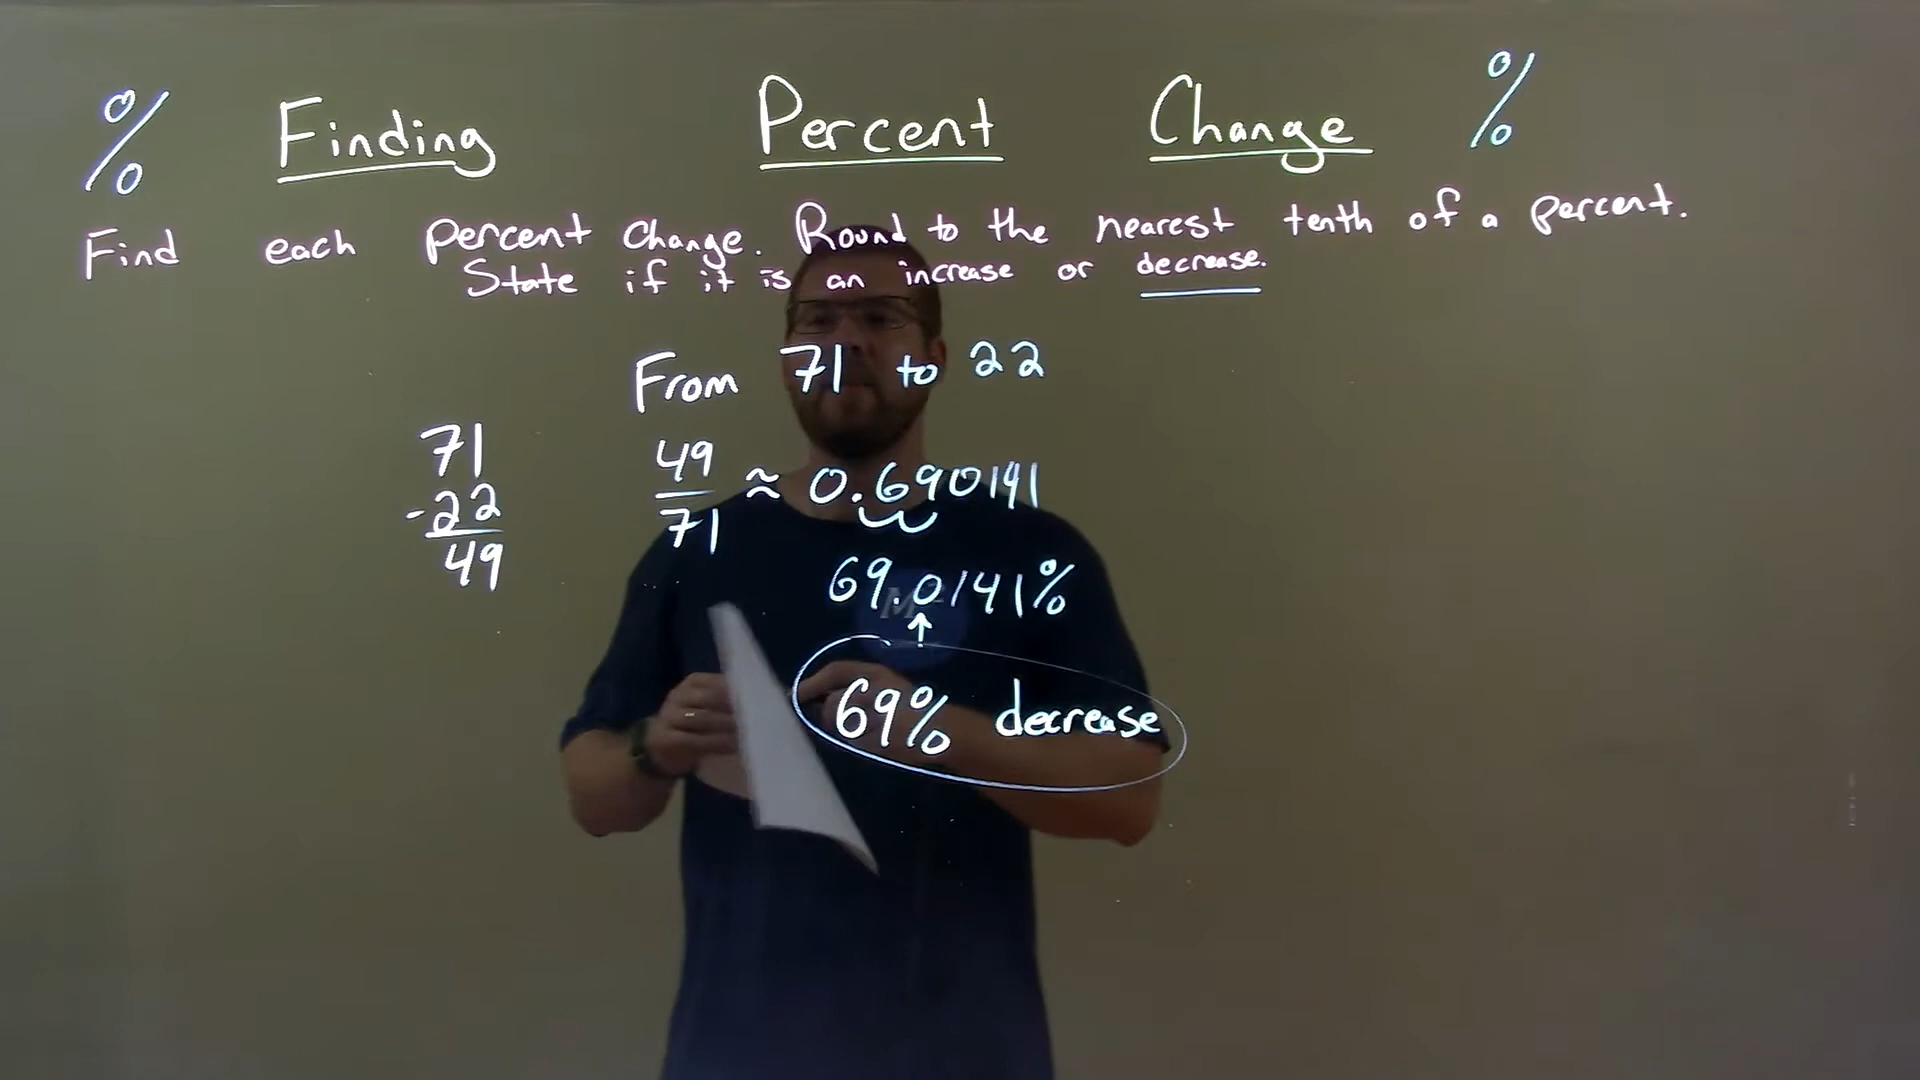 % Finding Percent Change %
Find each percent change. Round to the nearest tenth of a percent.
State if it is an increase or decrease.
From 71 to 22
71
-22
49
49
71
≈ 0.690141
69.0141%
↑
69% decrease